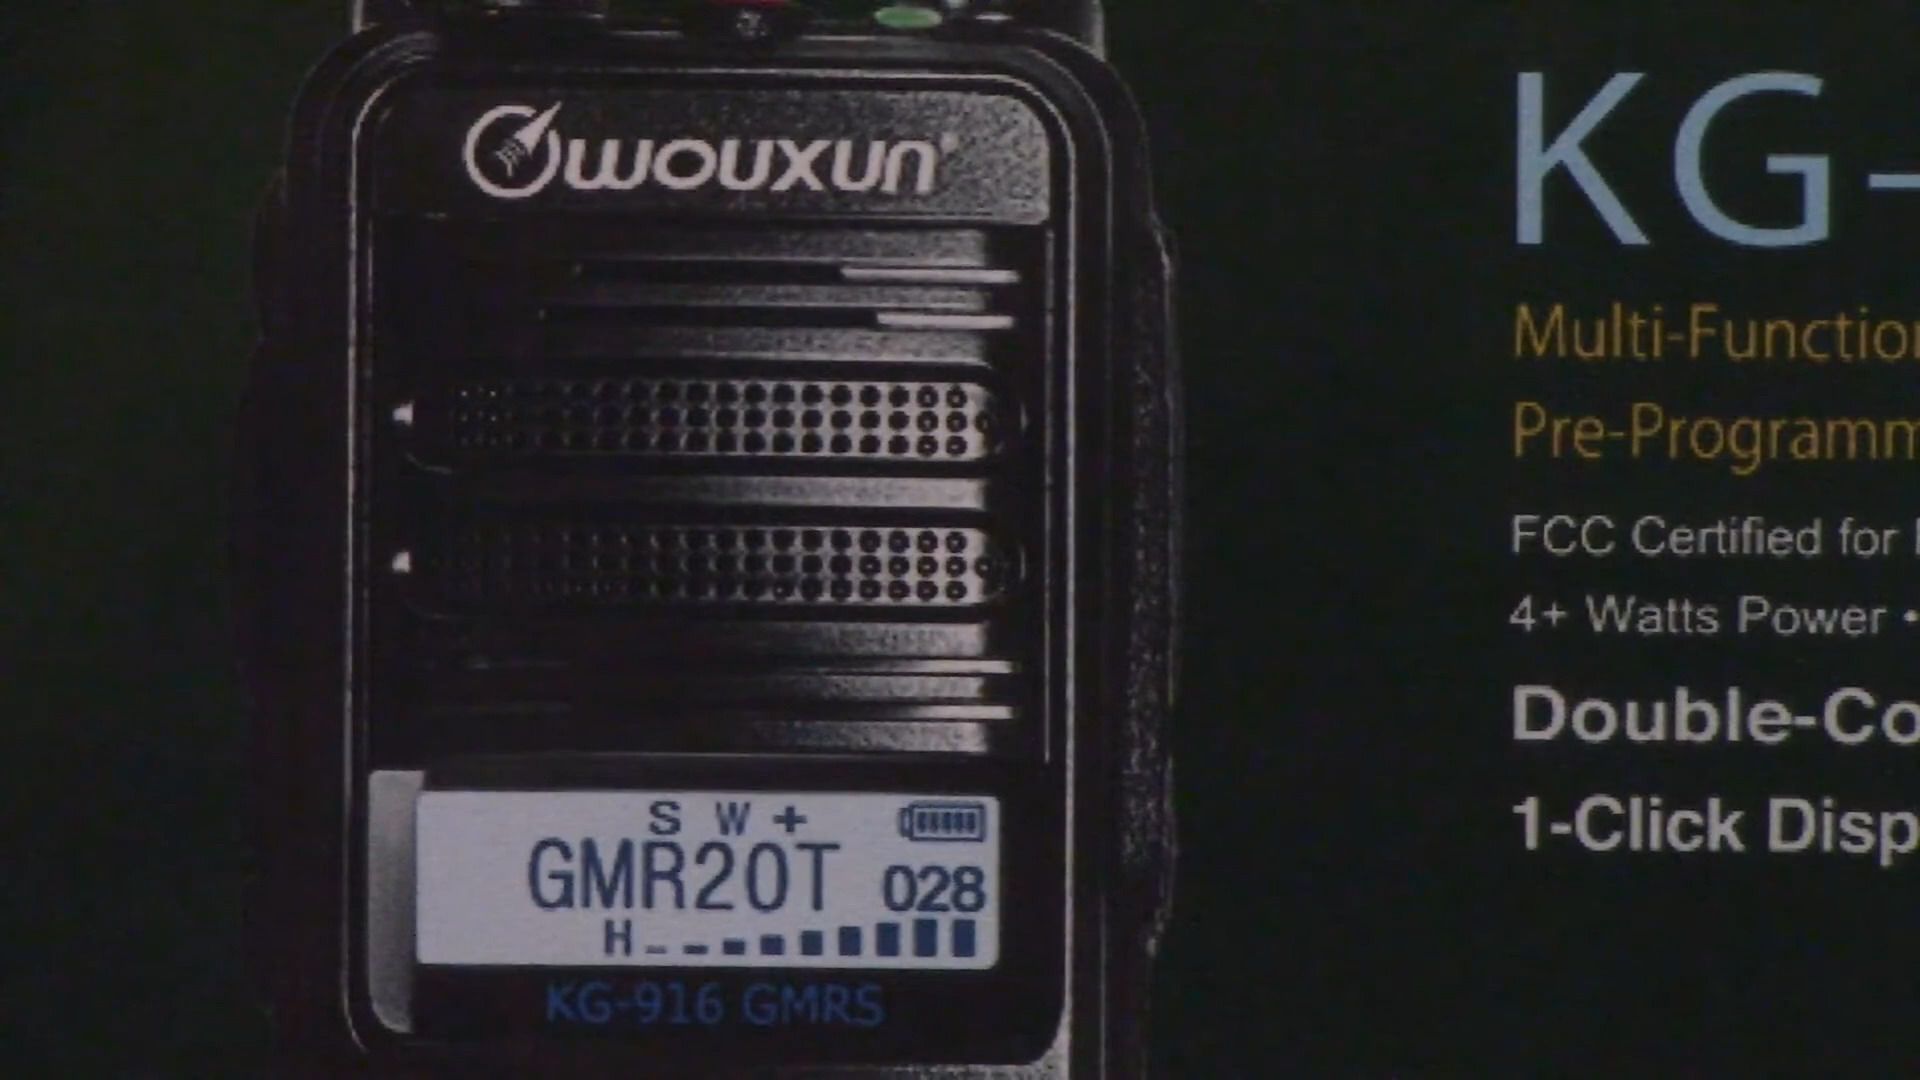 wouxun
S W +
GMR20T 028
H
KG-916 GMRS
KG-
Multi-Function
Pre-Programm
FCC Certified for
4+ Watts Power •
Double-Co
1-Click Disp